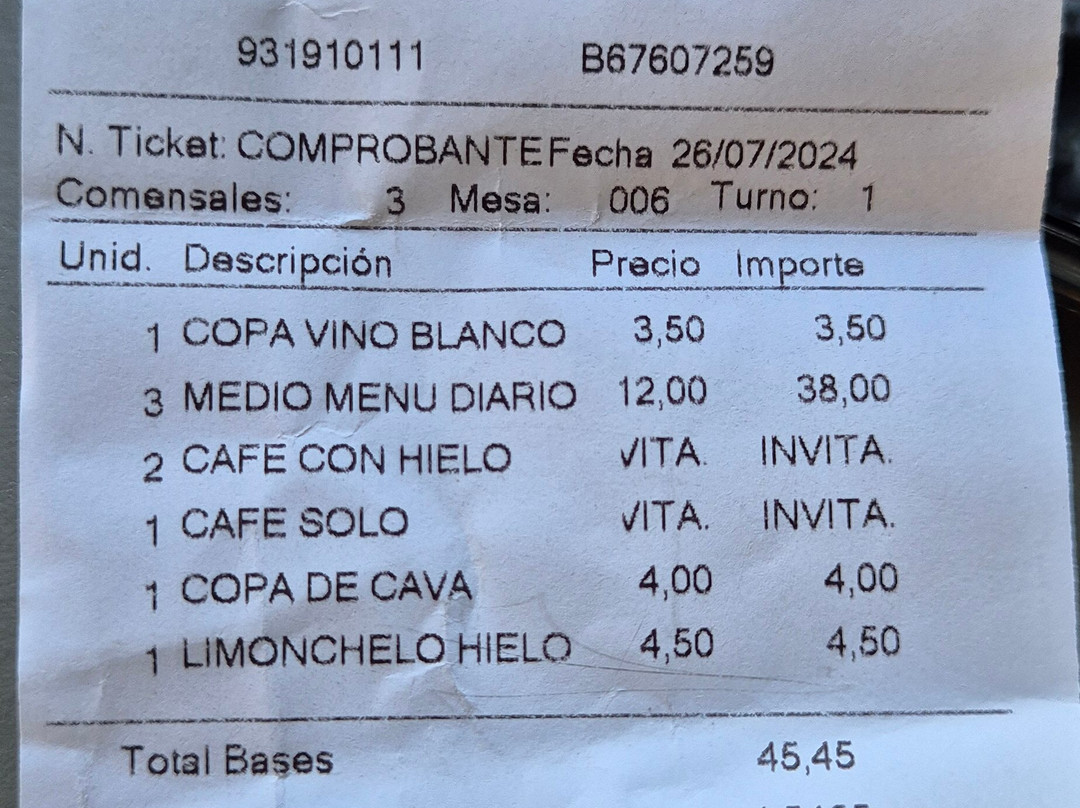 931910111 B67607259
N. Ticket: COMPROBANTE Fecha 26/07/2024
Comensales: 3 Mesa: 006 Turno: 1
Unid. Descripción Precio Importe
1 COPA VINO BLANCO 3,50 3,50
3 MEDIO MENU DIARIO 12,00 38,00
2 CAFE CON HIELO VITA. INVITA.
1 CAFE SOLO VITA. INVITA.
1 COPA DE CAVA 4,00 4,00
1 LIMONCHELO HIELO 4,50 4,50
Total Bases 45,45